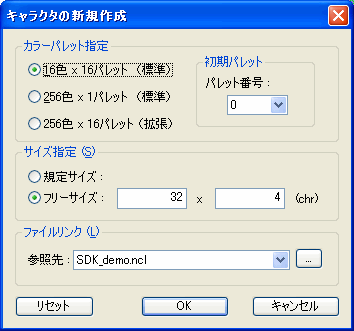 キャラクタの新規作成
カラーパレット指定
16色 x 16パレット (標準)
256色 x 1パレット (標準)
256色 x 16パレット (拡張)
初期パレット
パレット番号 :
0
サイズ指定 (S)
規定サイズ :
フリーサイズ : 32 x 4 (chr)
ファイルリンク (L)
参照先 : SDK_demo.ncl ...
リセット OK キャンセル